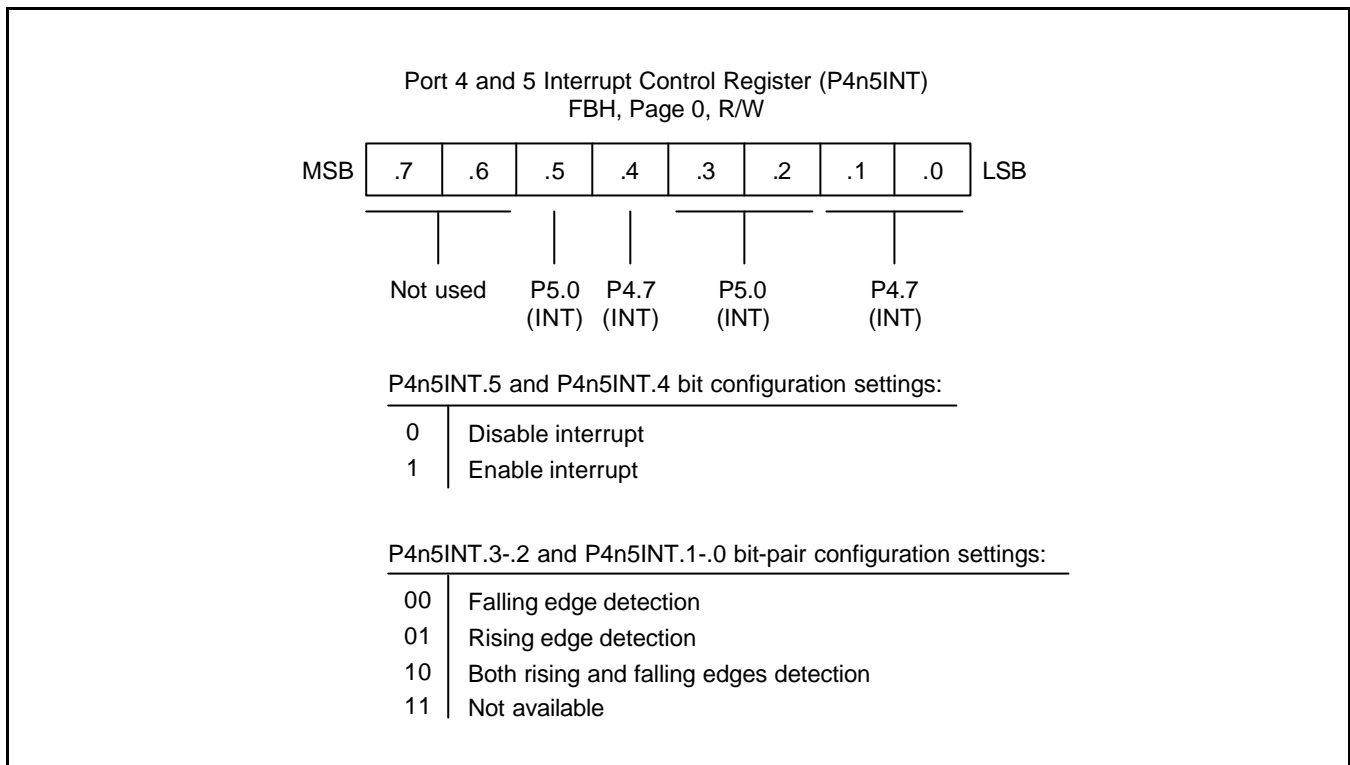 Port 4 and 5 Interrupt Control Register (P4n5INT)
FBH, Page 0, R/W
MSB .7 .6 .5 .4 .3 .2 .1 .0 LSB
Not used P5.0 P4.7 P5.0 P4.7
(INT) (INT) (INT) (INT)
P4n5INT.5 and P4n5INT.4 bit configuration settings:
0 Disable interrupt
1 Enable interrupt
P4n5INT.3-.2 and P4n5INT.1-.0 bit-pair configuration settings:
00 Falling edge detection
01 Rising edge detection
10 Both rising and falling edges detection
11 Not available